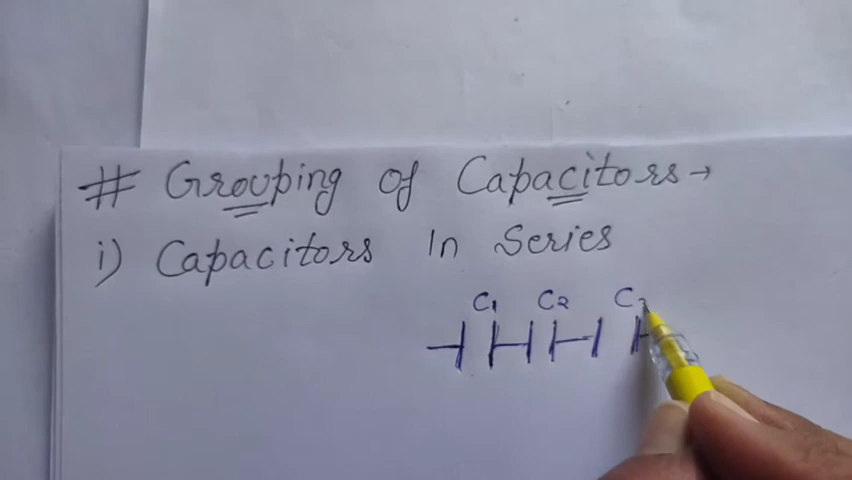 # Grouping of Capacitors→
i) Capacitors In Series
C1 C2 C